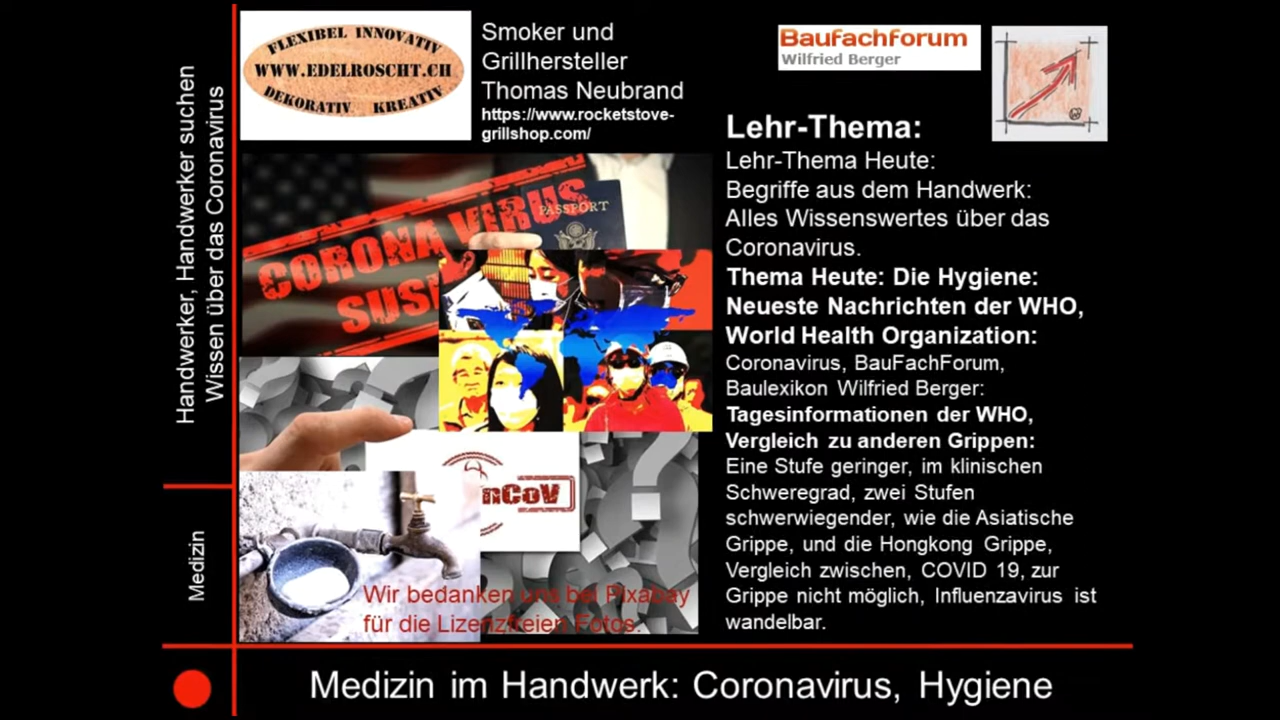 FLEXIBEL INNOVATIV
WWW.EDELROSCHT.CH
DEKORATIV KREATIV
Smoker und
Grillhersteller
Thomas Neubrand
https://www.rocketstove-
grillshop.com/
BauFachForum
Wilfried Berger
Handwerker, Handwerker suchen
Wissen über das Coronavirus
Medizin
CORONAVIRUS
SUS
PASSPORT
nCoV
Wir bedanken uns bei Pixabay
für die Lizenzfreien Fotos.
Lehr-Thema:
Lehr-Thema Heute:
Begriffe aus dem Handwerk:
Alles Wissenswertes über das
Coronavirus.
Thema Heute: Die Hygiene:
Neueste Nachrichten der WHO,
World Health Organization:
Coronavirus, BauFachForum,
Baulexikon Wilfried Berger:
Tagesinformationen der WHO,
Vergleich zu anderen Grippen:
Eine Stufe geringer, im klinischen
Schweregrad, zwei Stufen
schwerwiegender, wie die Asiatische
Grippe, und die Hongkong Grippe,
Vergleich zwischen, COVID 19, zur
Grippe nicht möglich, Influenzavirus ist
wandelbar.
Medizin im Handwerk: Coronavirus, Hygiene